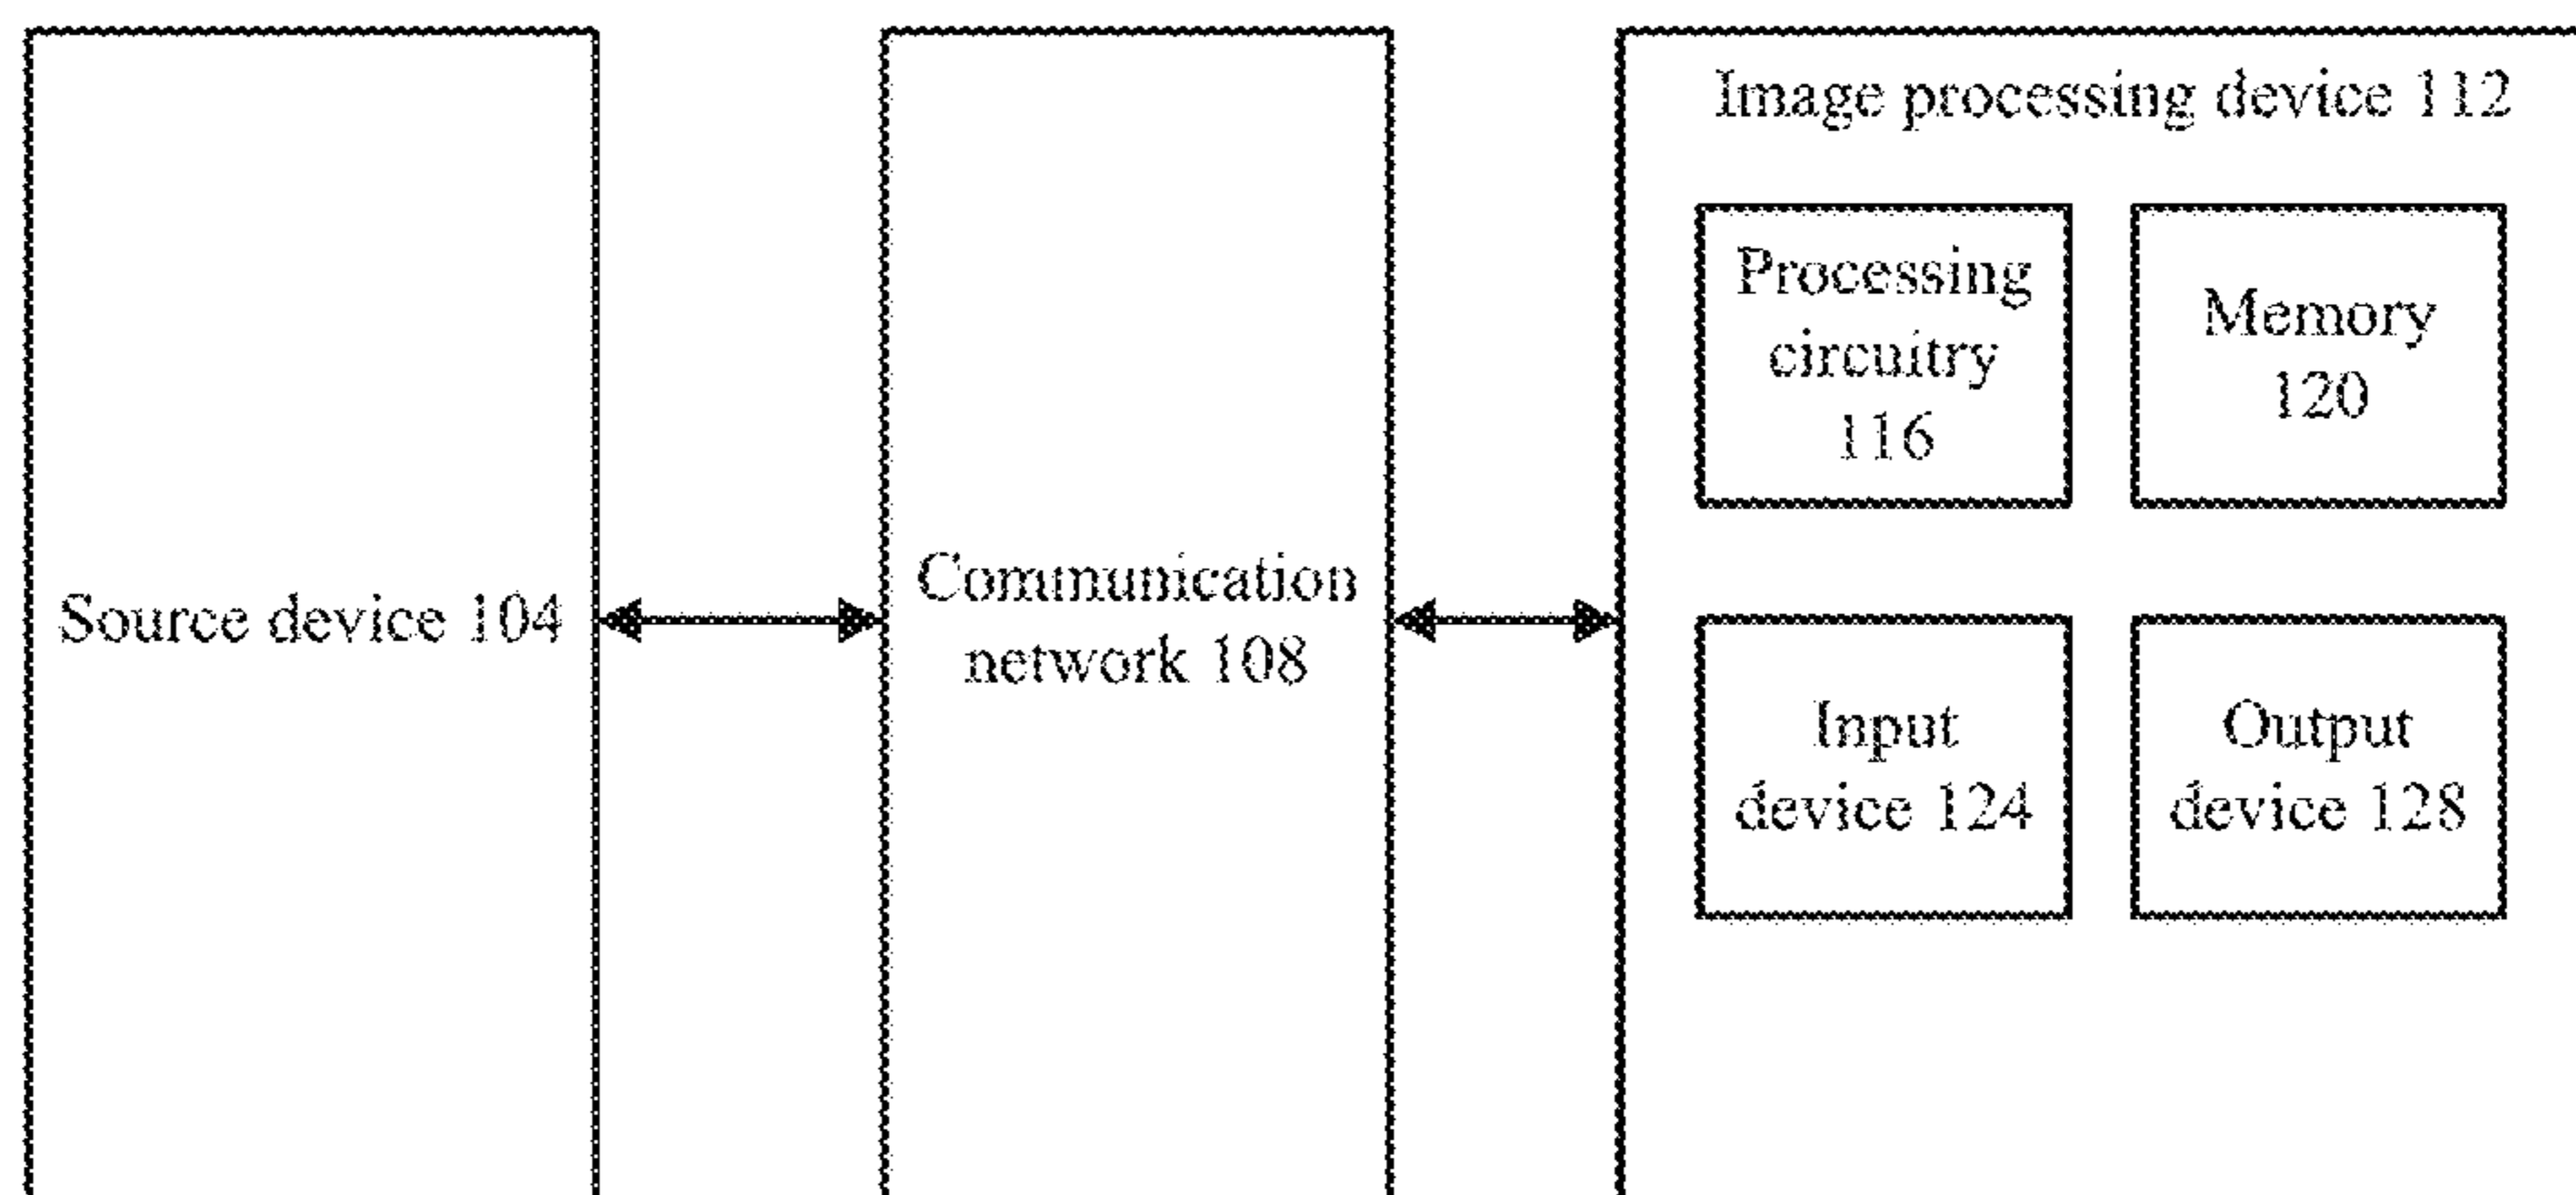 Source device 104
Communication
network 108
Image processing device 112
Processing
circuitry
116
Memory
120
Input
device 124
Output
device 128